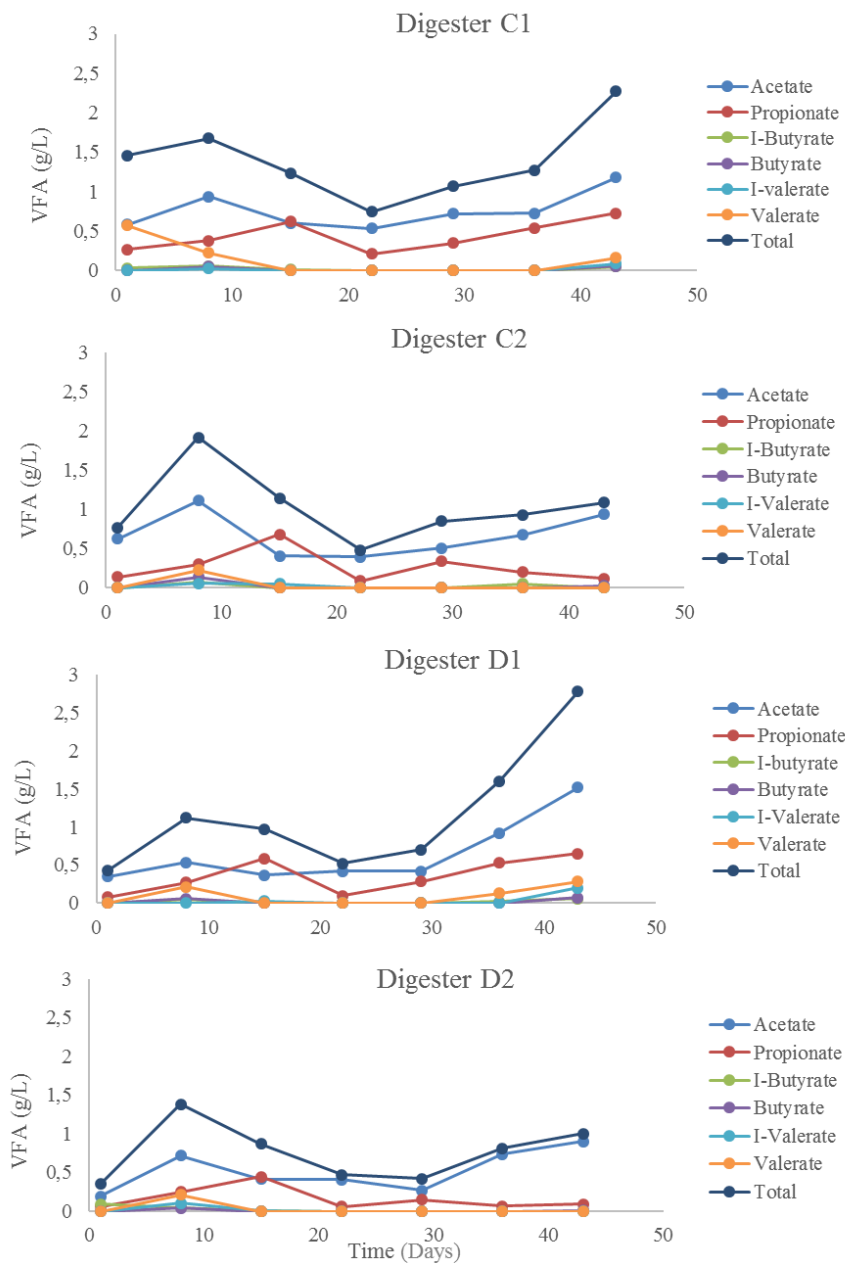 Digester C1
3
2,5
2
1,5
1
0,5
0
VFA (g/L)
0 10 20 30 40 50
Acetate
Propionate
I-Butyrate
Butyrate
I-valerate
Valerate
Total
Digester C2
3
2,5
2
1,5
1
0,5
0
VFA (g/L)
0 10 20 30 40 50
Acetate
Propionate
I-Butyrate
Butyrate
I-Valerate
Valerate
Total
Digester D1
3
2,5
2
1,5
1
0,5
0
VFA (g/L)
0 10 20 30 40 50
Acetate
Propionate
I-butyrate
Butyrate
I-Valerate
Valerate
Total
Digester D2
3
2,5
2
1,5
1
0,5
0
VFA (g/L)
0 10 20 30 40 50
Time (Days)
Acetate
Propionate
I-Butyrate
Butyrate
I-Valerate
Valerate
Total